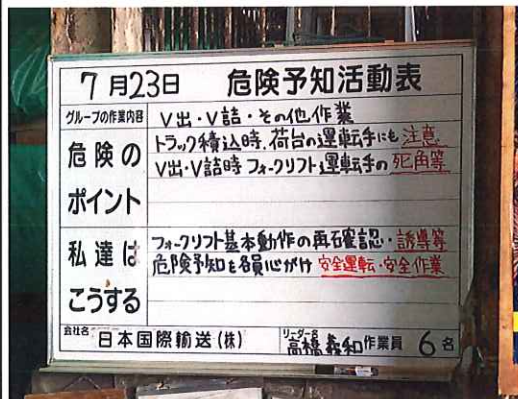 7月23日 危険予知活動表
グループの作業内容 V出・V詰・その他作業
危険のポイント
トラック積込時、荷台の運転手にも注意
V出・V詰時フォークリフト運転手の死角等
私達はこうする
フォークリフト基本動作の再石確認・誘導等
危険予知を各員心がけ 安全運転・安全作業
会社名 日本国際輸送(株) リーダー名 高橋義和 作業員 6名